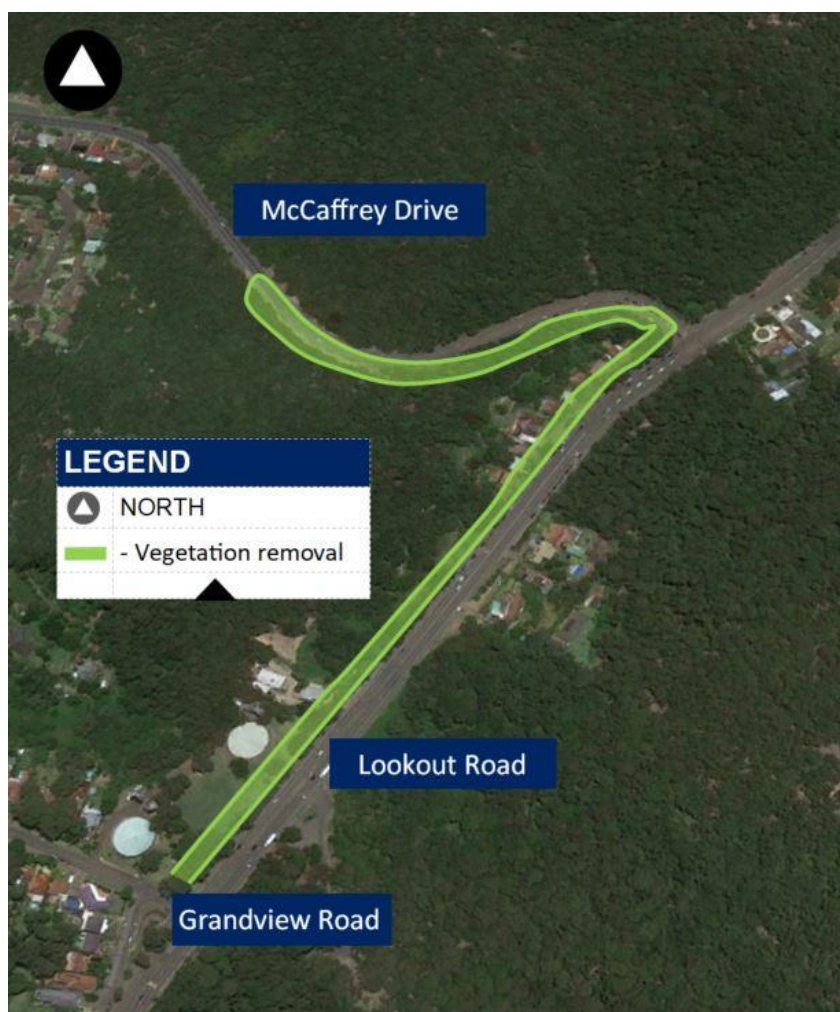 McCaffrey Drive
LEGEND
NORTH
- Vegetation removal
Lookout Road
Grandview Road